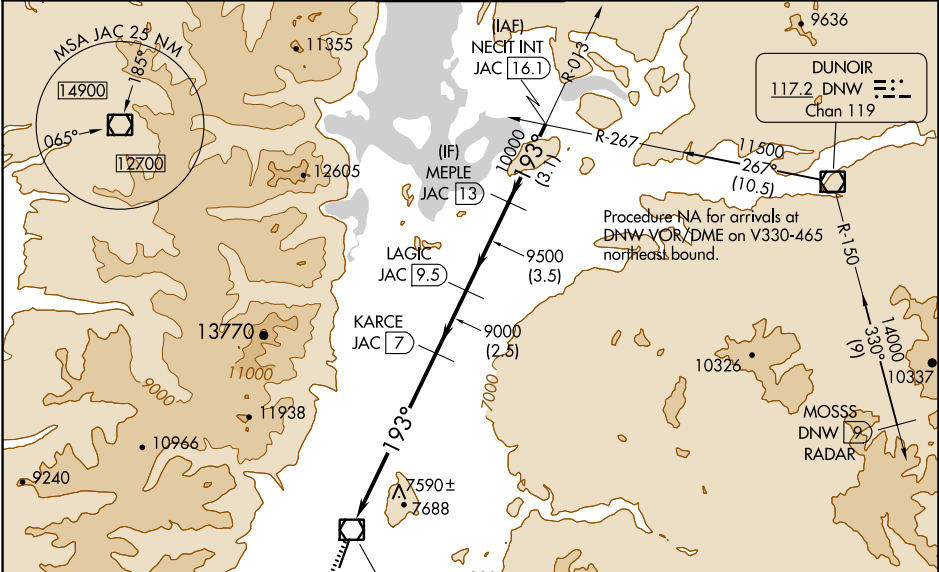 MSA JAC 25 NM
185°
14900
065°
12700
11355
9636
(IAF)
NECIT INT
JAC 16.1
R-013
DUNOIR
117.2 DNW
Chan 119
12605
(IF)
MEPLE
JAC 13
10000
193°
(3.1)
R-267
11500
267°
(10.5)
Procedure NA for arrivals at
DNW VOR/DME on V330-465
northeast bound.
R-150
LAGIC
JAC 9.5
9500
(3.5)
KARCE
JAC 7
9000
(2.5)
13770
11000
9000
7000
14000
330°
(9)
10326
10337
11938
10966
9240
193°
MOSSS
DNW 9
RADAR
7590±
7688